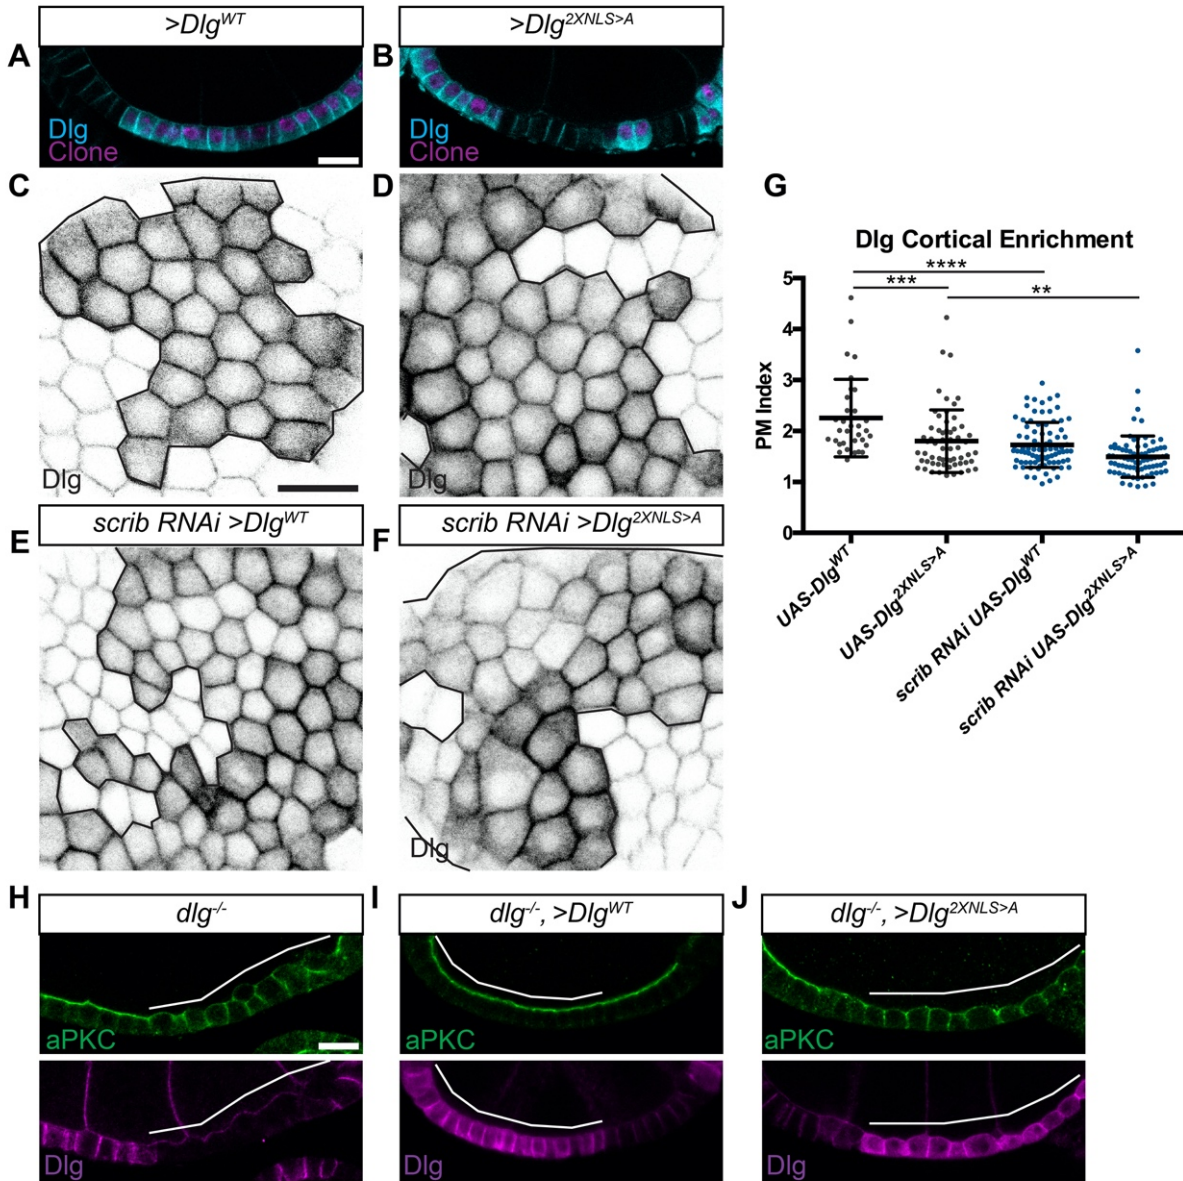 >Dlg^WT
>Dlg^2XNLS>A
A
B
Dlg
Clone
Dlg
Clone
C
D
G
Dlg
Dlg Cortical Enrichment
****
***
**
5
4
3
2
1
0
PM Index
UAS-Dlg^WT
UAS-Dlg^2XNLS>A
scrib RNAi UAS-Dlg^WT
scrib RNAi UAS-Dlg^2XNLS>A
scrib RNAi >Dlg^WT
scrib RNAi >Dlg^2XNLS>A
E
F
Dlg
H
I
J
dlg^-/-
dlg^-/-, >Dlg^WT
dlg^-/-, >Dlg^2XNLS>A
aPKC
aPKC
aPKC
Dlg
Dlg
Dlg